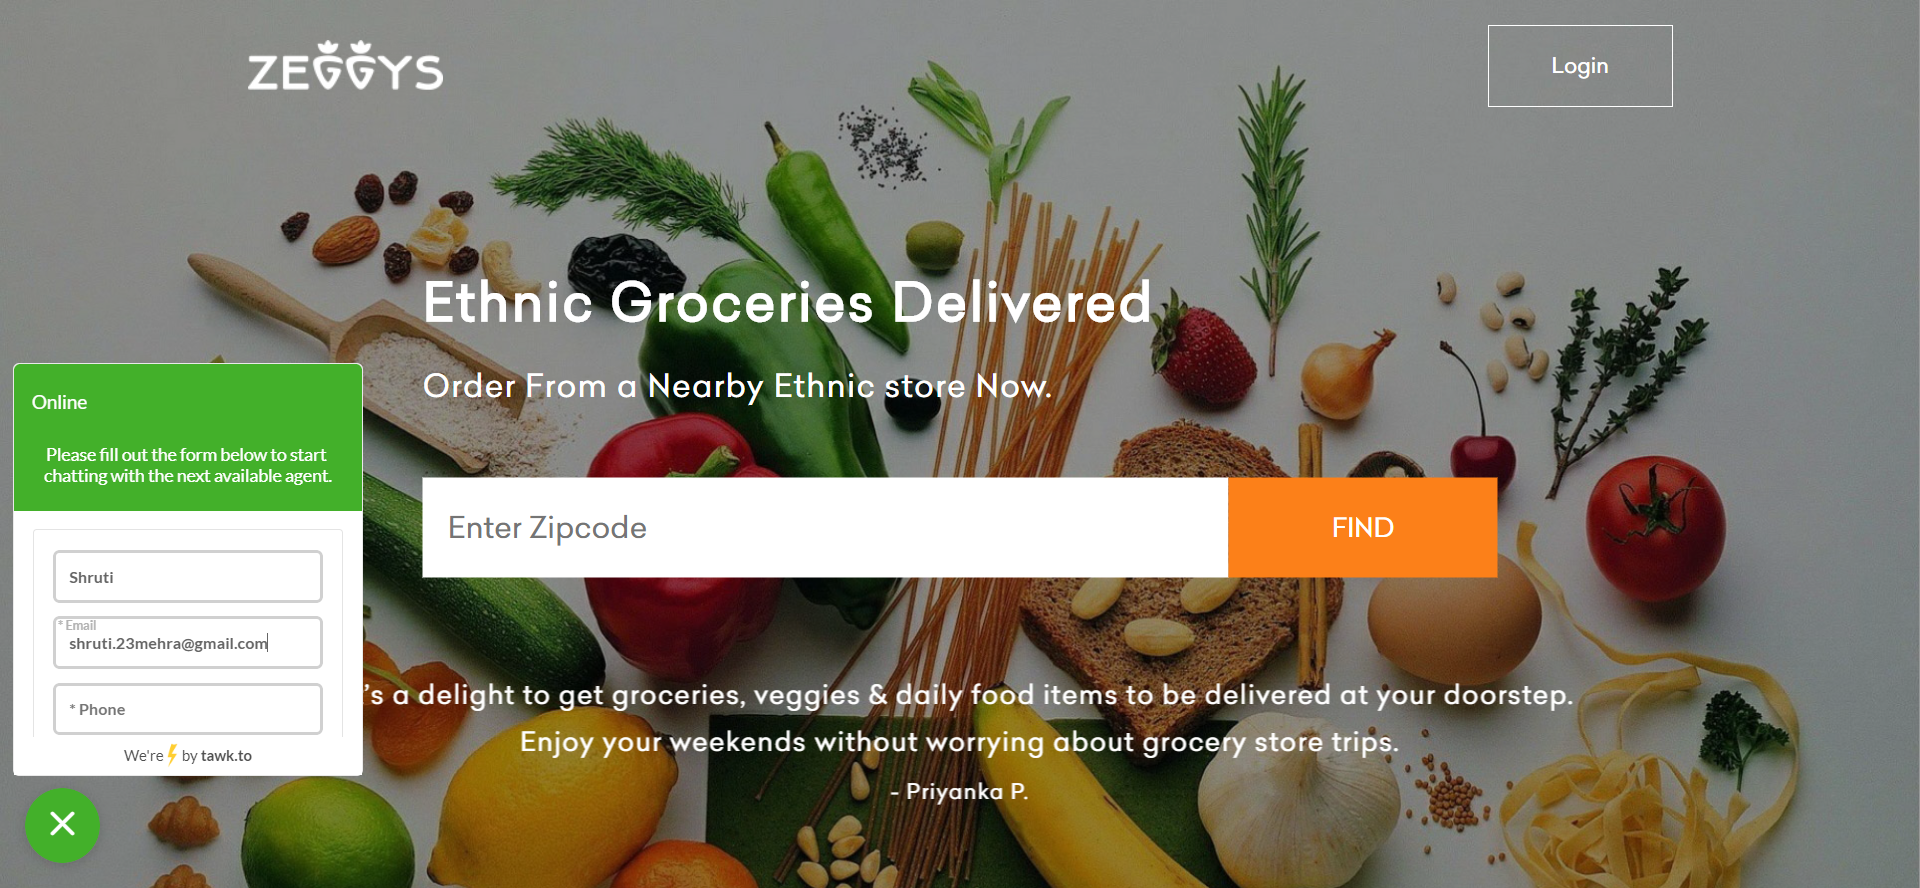 ZEGGYS
Login
Ethnic Groceries Delivered
Order From a Nearby Ethnic store Now.
Enter Zipcode
FIND
's a delight to get groceries, veggies & daily food items to be delivered at your doorstep.
Enjoy your weekends without worrying about grocery store trips.
- Priyanka P.
Online
Please fill out the form below to start
chatting with the next available agent.
Shruti
* Email
shruti.23mehra@gmail.com
* Phone
We're by tawk.to